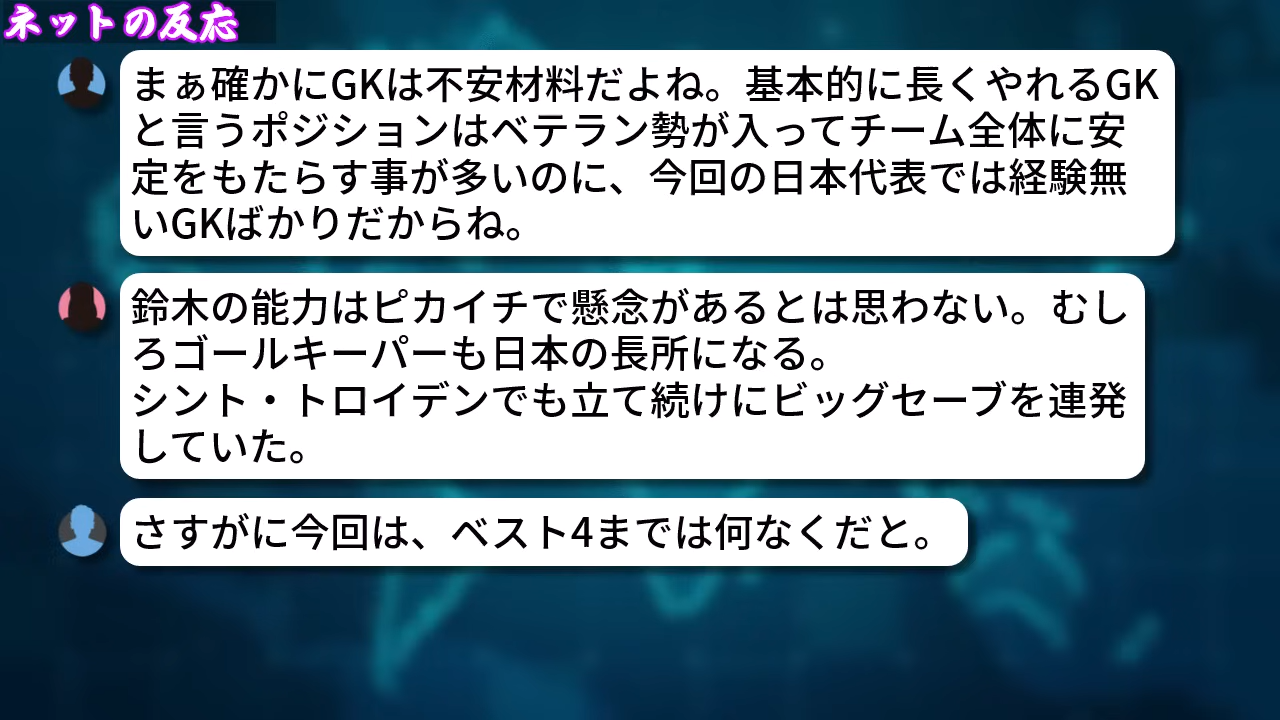 ネットの反応
まぁ確かにGKは不安材料だよね。基本的に長くやれるGK
と言うポジションはベテラン勢が入ってチーム全体に安
定をもたらす事が多いのに、今回の日本代表では経験無
いGKばかりだからね。
鈴木の能力はピカイチで懸念があるとは思わない。むし
ろゴールキーパーも日本の長所になる。
シント・トロイデンでも立て続けにビッグセーブを連発
していた。
さすがに今回は、ベスト4までは何なくだと。